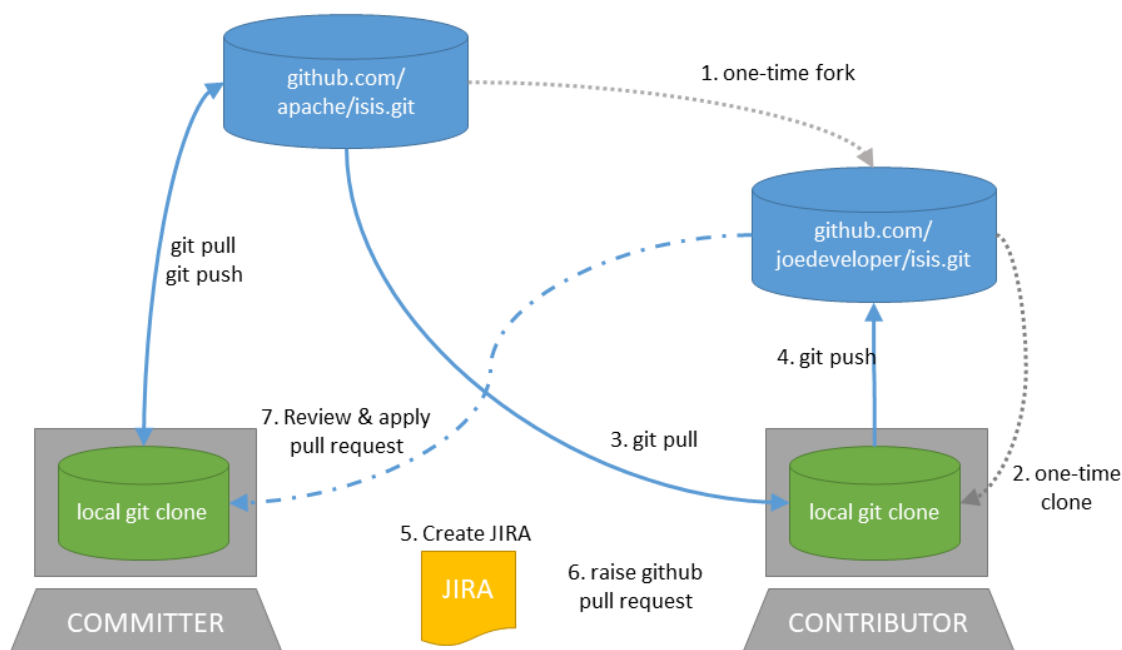 github.com/
apache/isis.git
1. one-time fork
github.com/
joedeveloper/isis.git
git pull
git push
4. git push
7. Review & apply
pull request
3. git pull
2. one-time
clone
local git clone
local git clone
5. Create JIRA
JIRA
6. raise github
pull request
COMMITTER
CONTRIBUTOR